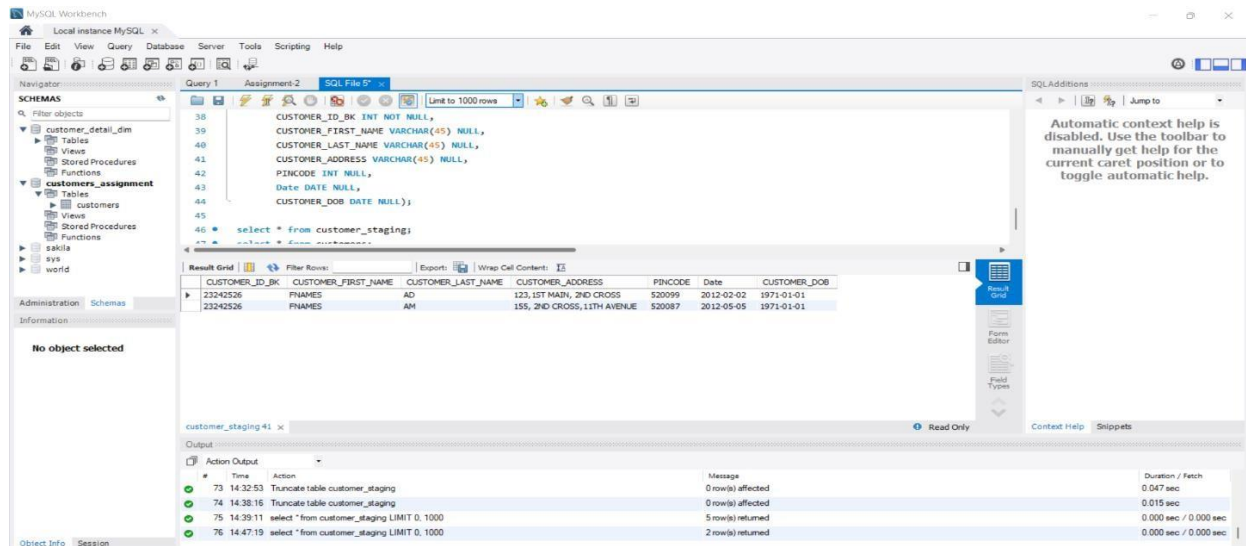 MySQL Workbench
Local instance MySQL ×
File Edit View Query Database Server Tools Scripting Help
Navigator
SCHEMAS
Filter objects
customer_detail_dim
Tables
Views
Stored Procedures
Functions
customers_assignment
Tables
customers
Views
Stored Procedures
Functions
sakila
sys
world
Administration Schemas
Information
No object selected
Object Info Session
Query 1 Assignment-2 SQL File 5* ×
Limit to 1000 rows
38 CUSTOMER_ID_BK INT NOT NULL,
39 CUSTOMER_FIRST_NAME VARCHAR(45) NULL,
40 CUSTOMER_LAST_NAME VARCHAR(45) NULL,
41 CUSTOMER_ADDRESS VARCHAR(45) NULL,
42 PINCODE INT NULL,
43 Date DATE NULL,
44 CUSTOMER_DOB DATE NULL);
45
46 select * from customer_staging;
47 select * from customers;
Result Grid Filter Rows: Export: Wrap Cell Content:
CUSTOMER_ID_BK CUSTOMER_FIRST_NAME CUSTOMER_LAST_NAME CUSTOMER_ADDRESS PINCODE Date CUSTOMER_DOB
23242526 FNAMES AD 123,1ST MAIN, 2ND CROSS 520099 2012-02-02 1971-01-01
23242526 FNAMES AM 155, 2ND CROSS,11TH AVENUE 520087 2012-05-05 1971-01-01
Result
Grid
Form
Editor
Field
Types
customer_staging 41 × Read Only
Output
Action Output
# Time Action Message Duration / Fetch
73 14:32:53 Truncate table customer_staging 0 row(s) affected 0.047 sec
74 14:38:16 Truncate table customer_staging 0 row(s) affected 0.015 sec
75 14:39:11 select * from customer_staging LIMIT 0, 1000 5 row(s) returned 0.000 sec / 0.000 sec
76 14:47:19 select * from customer_staging LIMIT 0, 1000 2 row(s) returned 0.000 sec / 0.000 sec
SQLAdditions
Jump to
Automatic context help is
disabled. Use the toolbar to
manually get help for the
current caret position or to
toggle automatic help.
Context Help Snippets